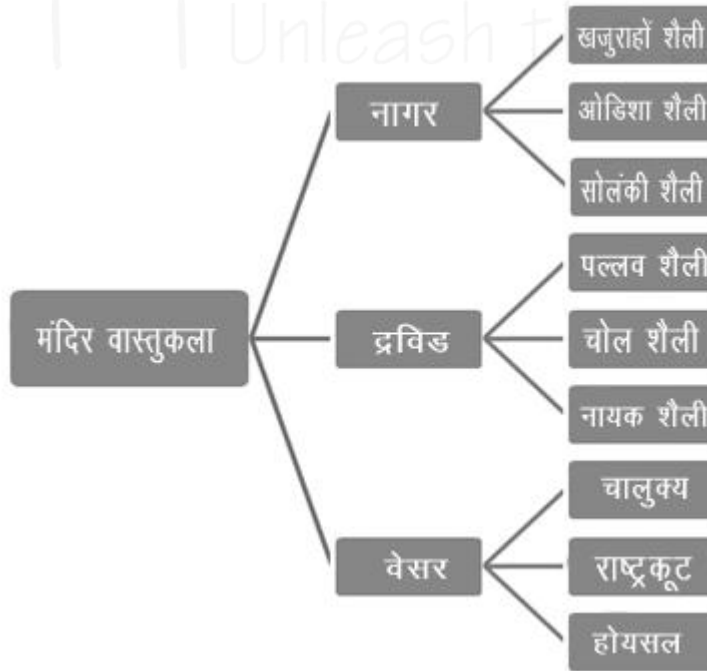 Unleash t
खजुराहों शैली
नागर
ओडिशा शैली
सोलंकी शैली
पल्लव शैली
मंदिर वास्तुकला
द्रविड
चोल शैली
नायक शैली
चालुक्य
वेसर
राष्ट्रकूट
होयसल